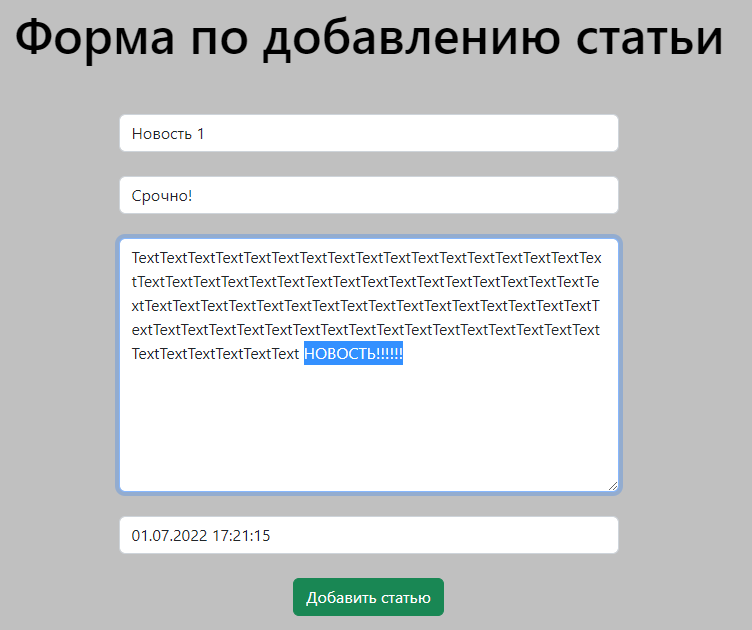 Форма по добавлению статьи
Новость 1
Срочно!
TextTextTextTextTextTextTextTextTextTextTextTextTextTextTextTextTex
tTextTextTextTextTextTextTextTextTextTextTextTextTextTextTextTextTe
xtTextTextTextTextTextTextTextTextTextTextTextTextTextTextTextTextT
extTextTextTextTextTextTextTextTextTextTextTextTextTextTextTextText
TextTextTextTextTextText НОВОСТЬ!!!!!!
01.07.2022 17:21:15
Добавить статью